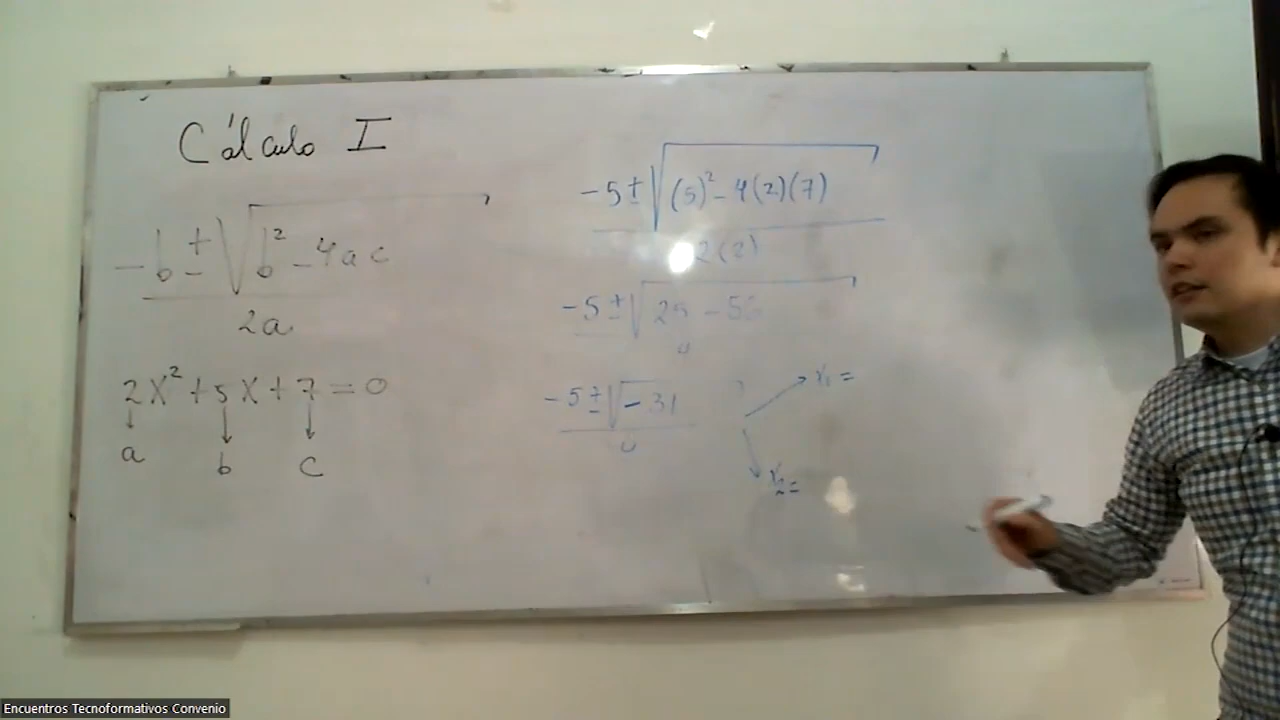 Cálculo I
-b ± √b² - 4ac
2a
2x² + 5x + 7 = 0
a b c
-5 ± √(5)² - 4(2)(7)
2(2)
-5 ± √25 - 56
-5 ± √-31
x₁ =
x₂ =
Encuentros Tecnoformativos Convenio